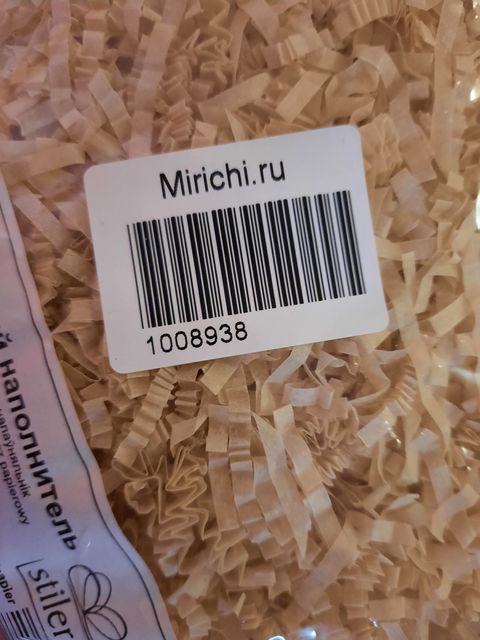 Mirichi.ru
1008938
наполнитель
papierowy
stiler